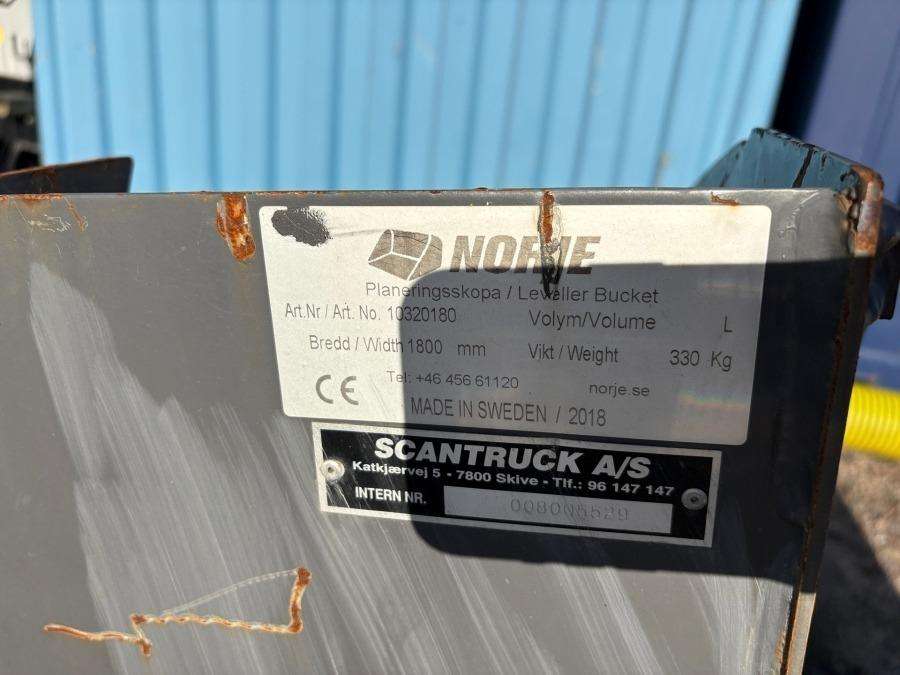 NORJE
Planeringsskopa / Leveller Bucket
Art.Nr / Art. No. 10320180 Volym/Volume L
Bredd / Width 1800 mm Vikt / Weight 330 Kg
CE Tel: +46 456 61120 norje.se
MADE IN SWEDEN / 2018
SCANTRUCK A/S
Katkjærvej 5 - 7800 Skive - Tlf.: 96 147 147
INTERN NR. 008005529